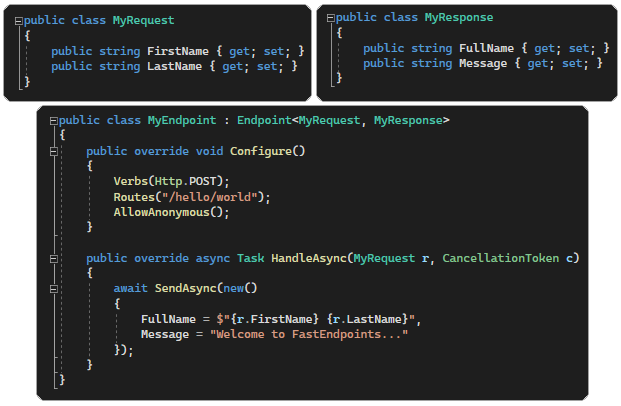 public class MyRequest
{
    public string FirstName { get; set; }
    public string LastName { get; set; }
}
public class MyResponse
{
    public string FullName { get; set; }
    public string Message { get; set; }
}
public class MyEndpoint : Endpoint<MyRequest, MyResponse>
{
    public override void Configure()
    {
        Verbs(Http.POST);
        Routes("/hello/world");
        AllowAnonymous();
    }

    public override async Task HandleAsync(MyRequest r, CancellationToken c)
    {
        await SendAsync(new()
        {
            FullName = $"{r.FirstName} {r.LastName}",
            Message = "Welcome to FastEndpoints..."
        });
    }
}